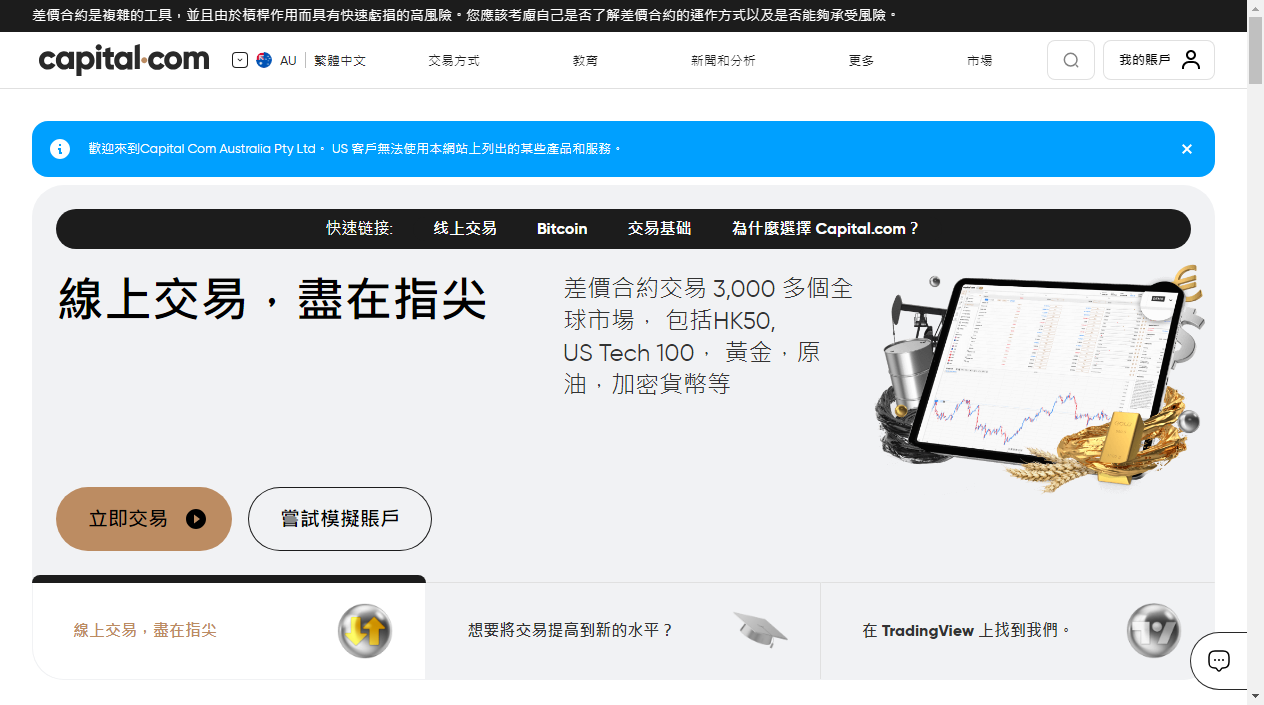 差價合約是複雜的工具，並且由於槓桿作用而具有快速虧損的高風險。您應該考慮自己是否了解差價合約的運作方式以及是否能夠承受風險。
capital.com
AU 繁體中文
交易方式
教育
新聞和分析
更多
市場
我的賬戶
歡迎來到Capital Com Australia Pty Ltd。 US 客戶無法使用本網站上列出的某些產品和服務。
快速链接:
线上交易
Bitcoin
交易基础
為什麼選擇 Capital.com？
線上交易，盡在指尖
差價合約交易 3,000 多個全
球市場， 包括HK50,
US Tech 100， 黃金，原
油，加密貨幣等
立即交易
嘗試模擬賬戶
線上交易，盡在指尖
想要將交易提高到新的水平？
在 TradingView 上找到我們。